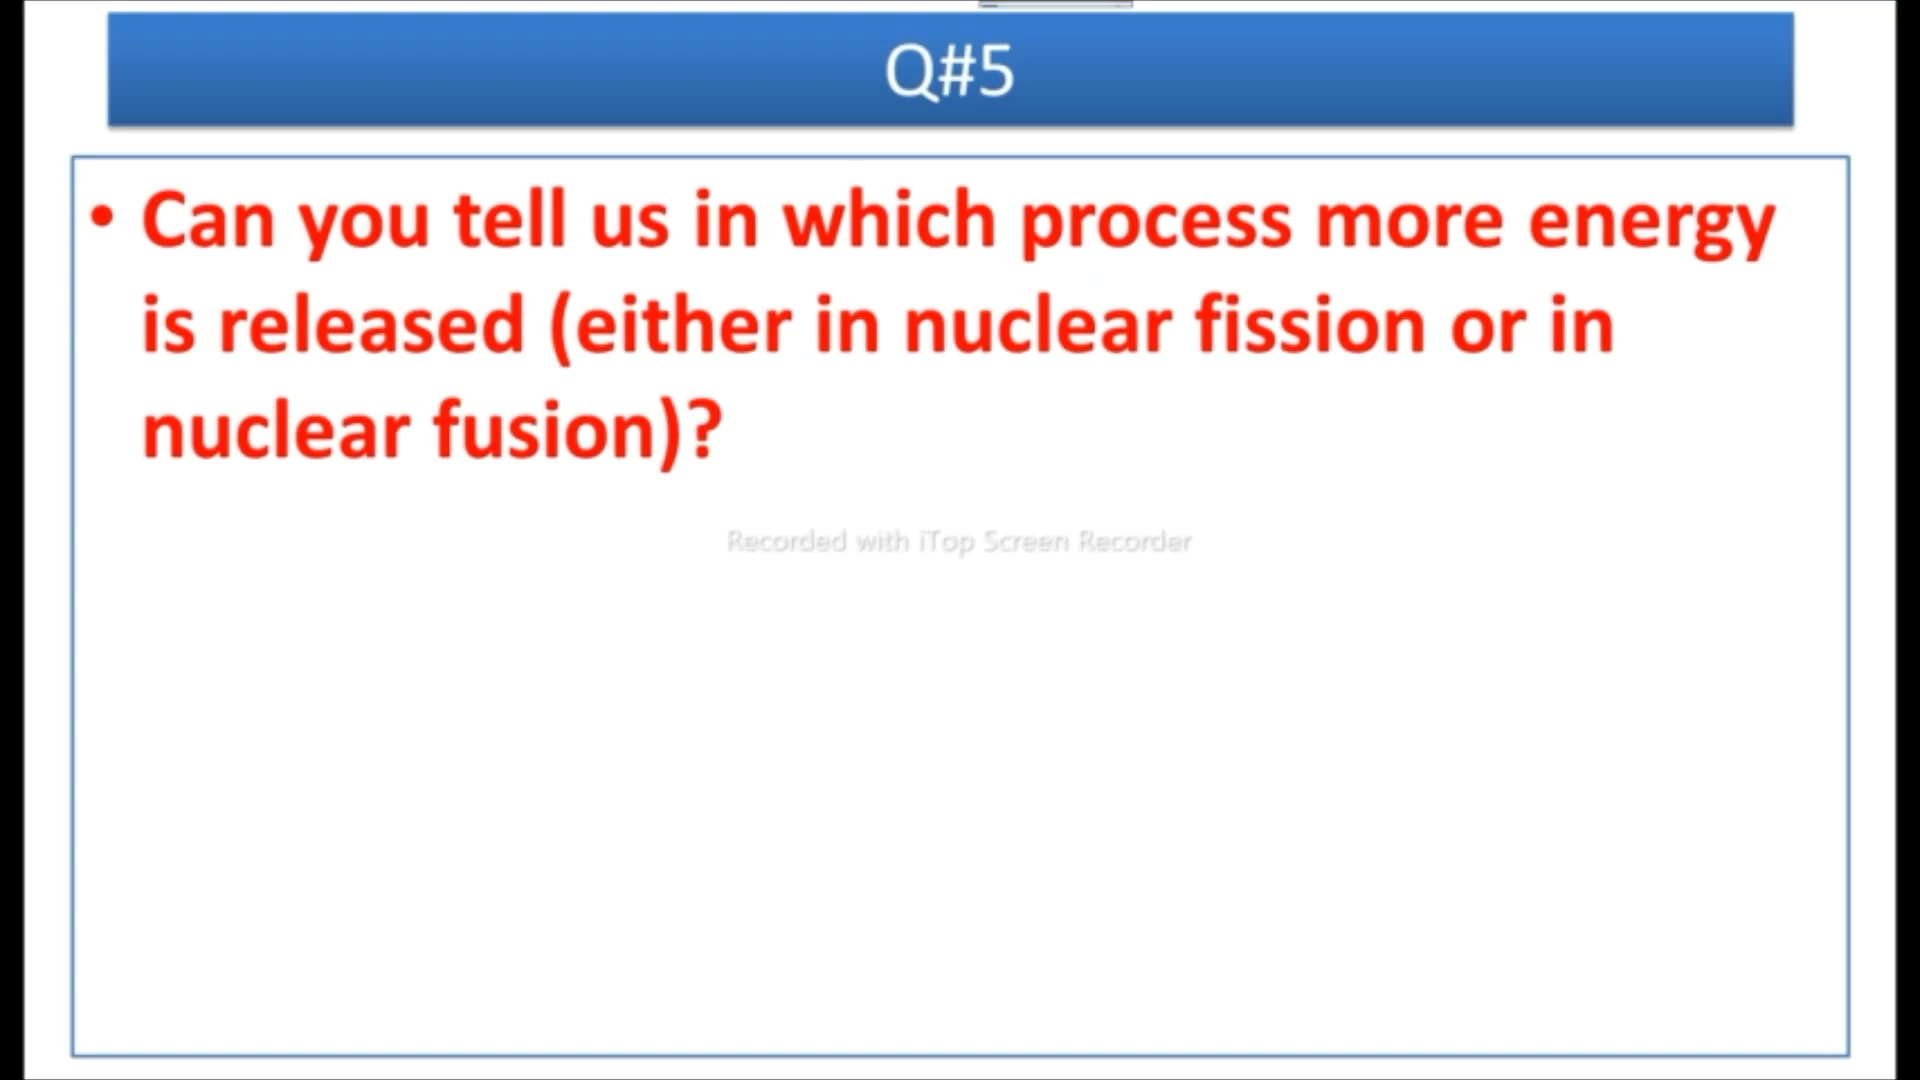 Q#5
• Can you tell us in which process more energy
is released (either in nuclear fission or in
nuclear fusion)?
Recorded with iTop Screen Recorder